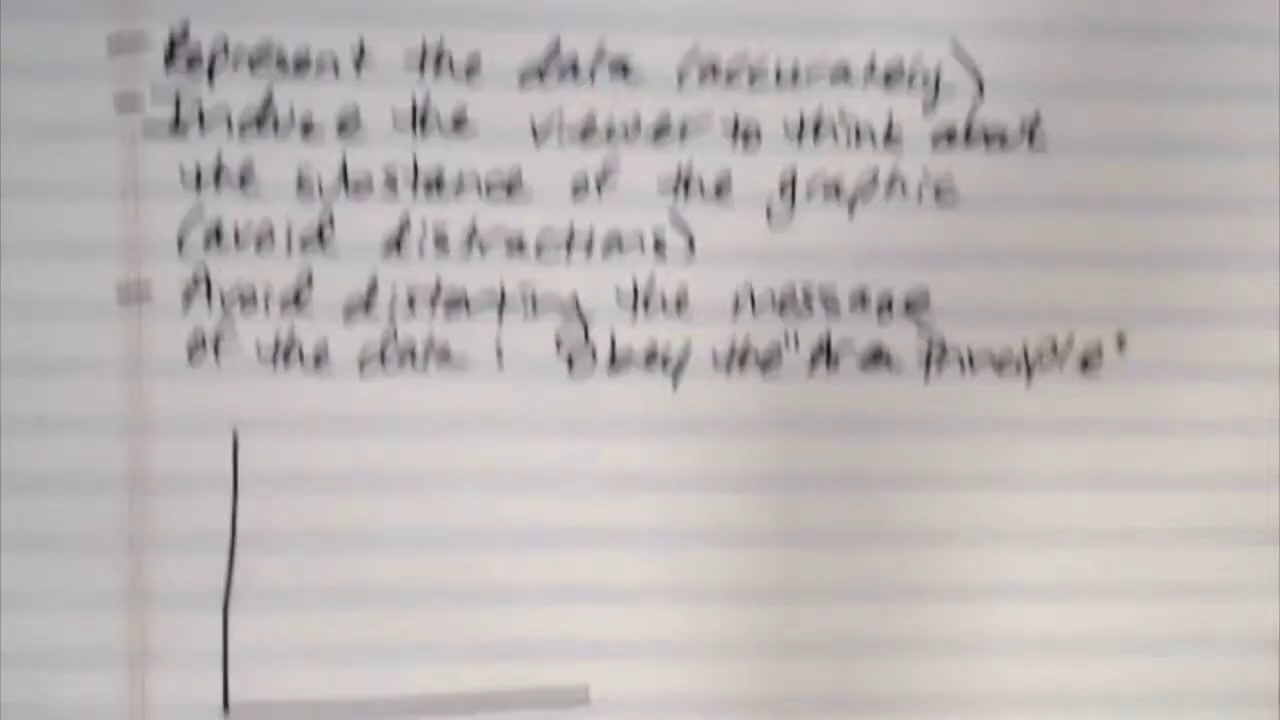 Represent the data (accurately)
Induce the viewer to think about
the substance of the graphic
(avoid distractions)
Avoid distorting the message
of the data ! Obey the "Area Principle"